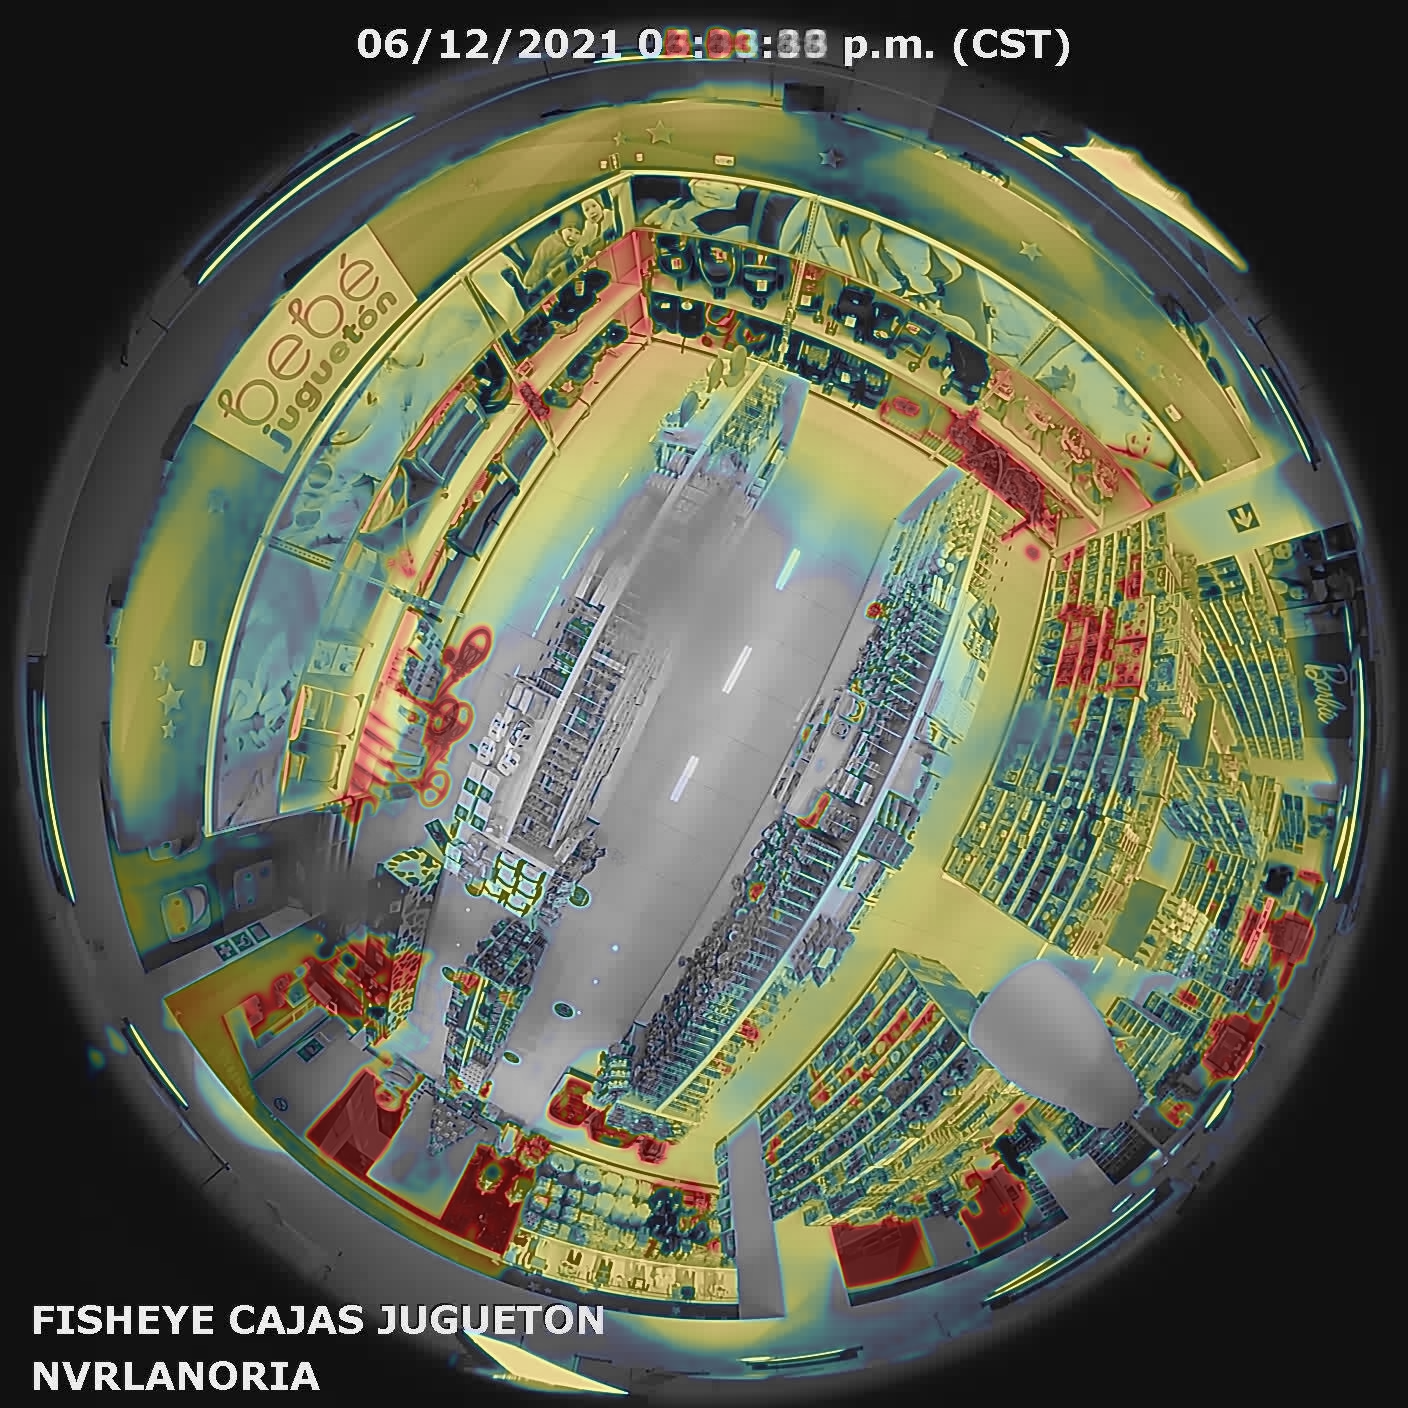 06/12/2021 p.m. (CST)
bebé
juguetón
Barbie
FISHEYE CAJAS JUGUETON
NVRLANORIA